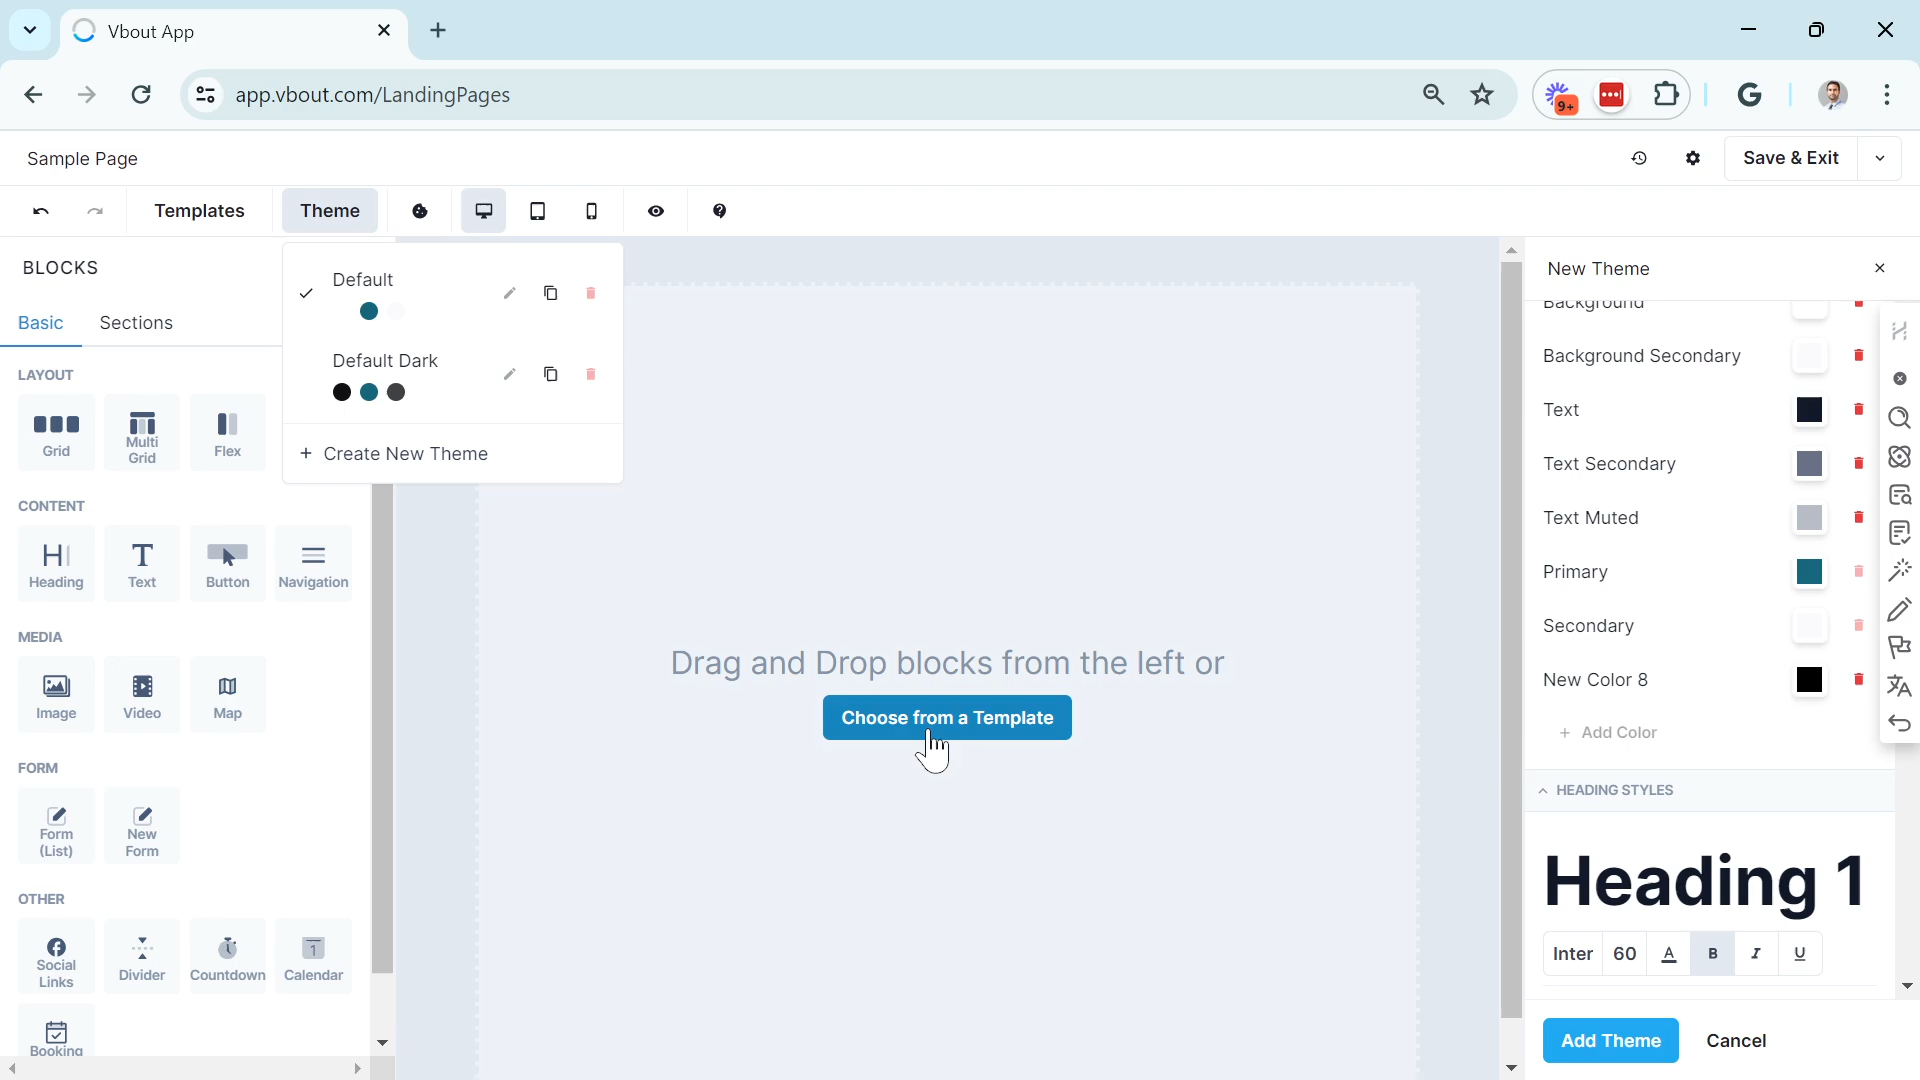 Vbout App
app.vbout.com/LandingPages
9+
Sample Page
Save & Exit
Templates
Theme
BLOCKS
Basic
Sections
LAYOUT
Grid
Multi
Grid
Flex
CONTENT
Heading
Text
Button
Navigation
MEDIA
Image
Video
Map
FORM
Form
(List)
New
Form
OTHER
Social
Links
Divider
Countdown
1
Calendar
Booking
Default
Default Dark
+ Create New Theme
Drag and Drop blocks from the left or
Choose from a Template
New Theme
Background
Background Secondary
Text
Text Secondary
Text Muted
Primary
Secondary
New Color 8
+ Add Color
HEADING STYLES
Heading 1
Inter 60 A B I U
Add Theme
Cancel